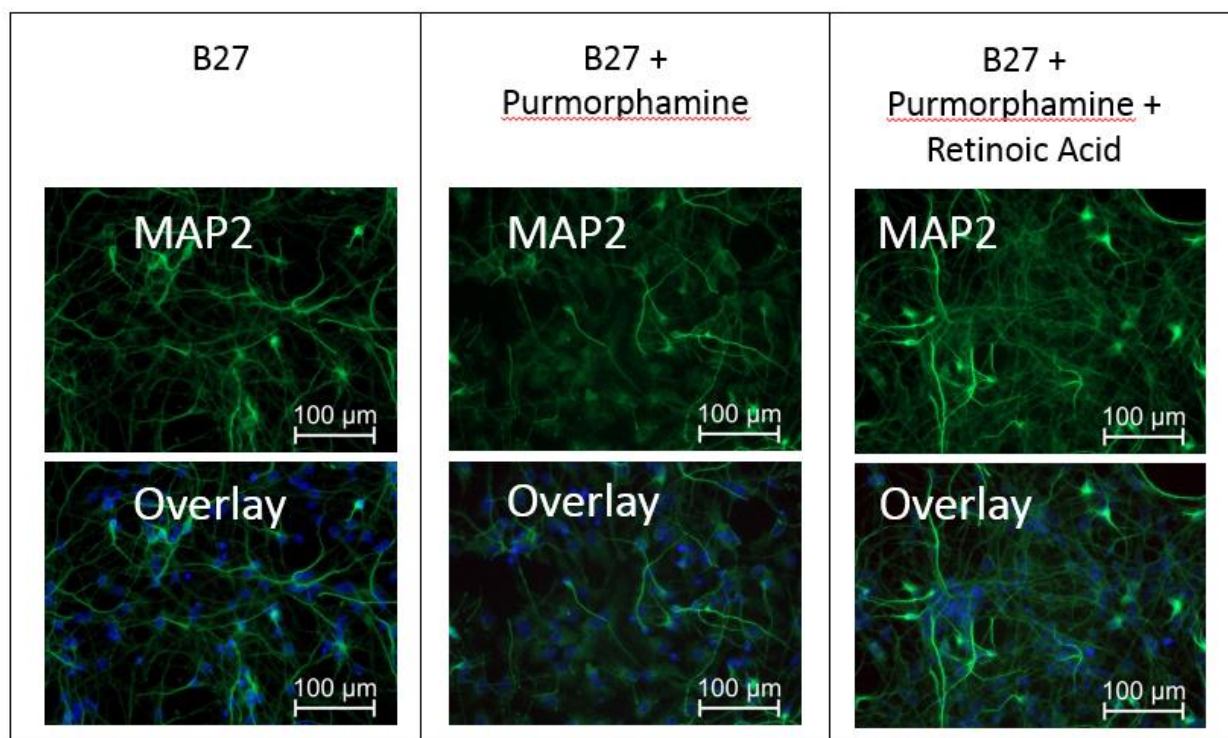 B27
B27 +
Purmorphamine
B27 +
Purmorphamine +
Retinoic Acid
MAP2
100 µm
MAP2
100 µm
MAP2
100 µm
Overlay
100 µm
Overlay
100 µm
Overlay
100 µm